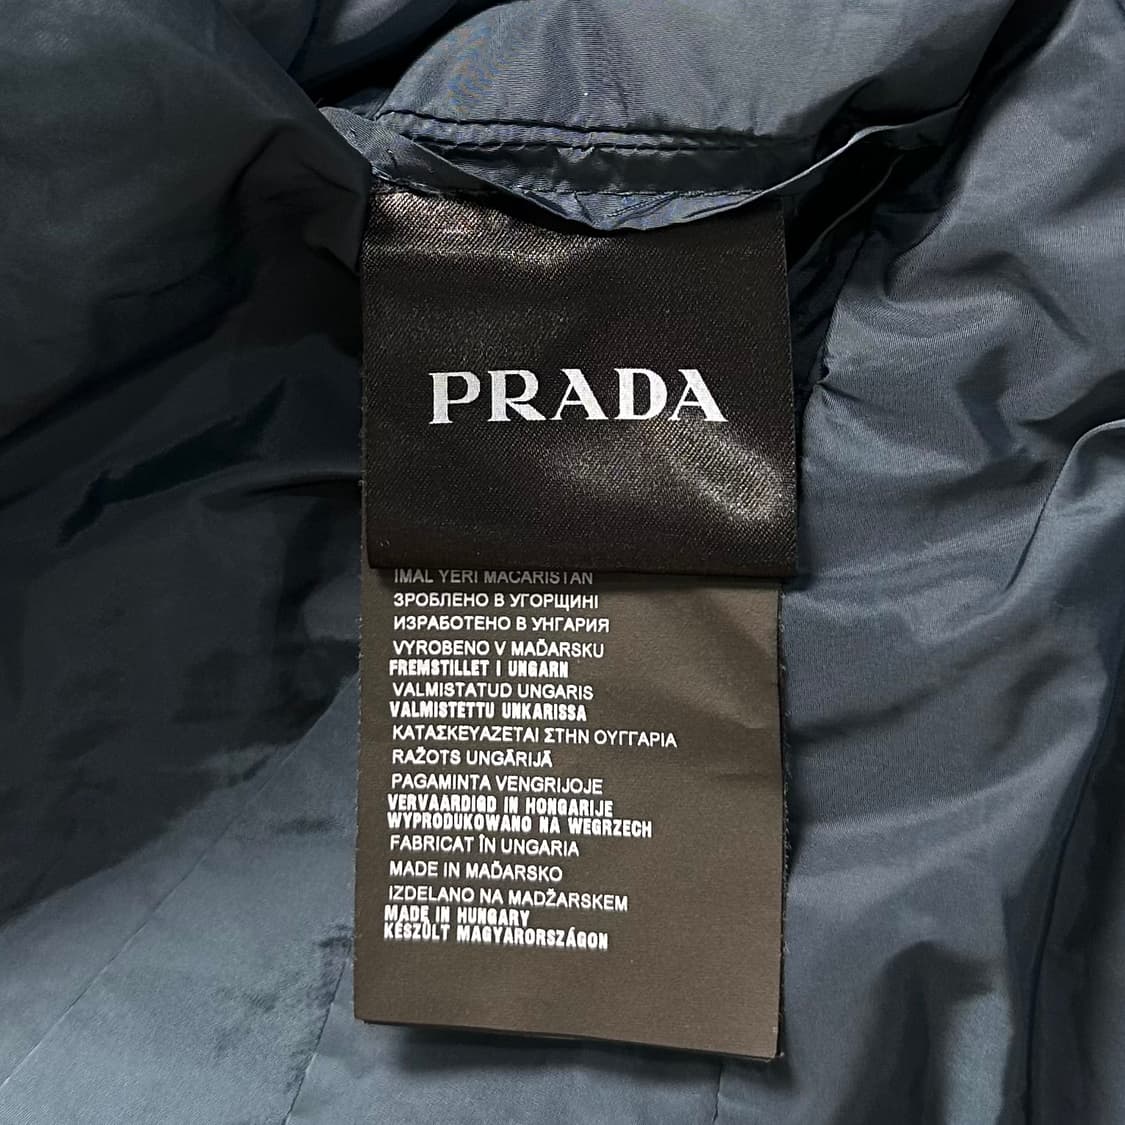 PRADA
IMAL YERI MACARISTAN
ЗРОБЛЕНО В УГОРЩИНІ
ИЗРАБОТЕНО В УНГАРИЯ
VYROBENO V MAĎARSKU
FREMSTILLET I UNGARN
VALMISTATUD UNGARIS
VALMISTETTU UNKARISSA
ΚΑΤΑΣΚΕΥΑΖΕΤΑΙ ΣΤΗΝ ΟΥΓΓΑΡΙΑ
RAŽOTS UNGĀRIJĀ
PAGAMINTA VENGRIJOJE
VERVAARDIGD IN HONGARIJE
WYPRODUKOWANO NA WEGRZECH
FABRICAT ÎN UNGARIA
MADE IN MAĎARSKO
IZDELANO NA MADŽARSKEM
MADE IN HUNGARY
KÉSZÜLT MAGYARORSZÁGON